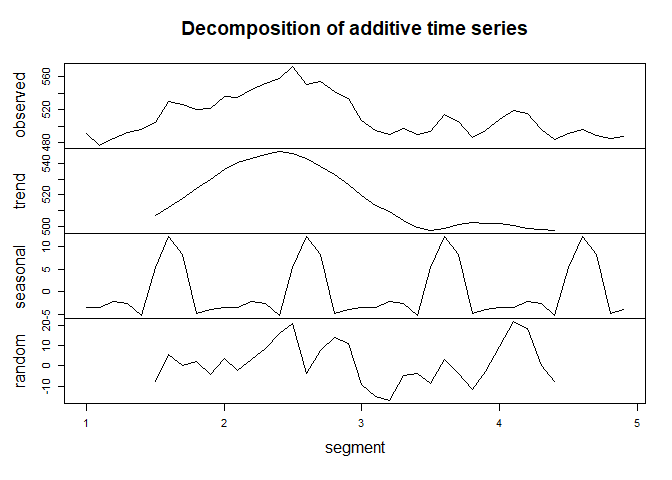 Decomposition of additive time series
observed
480 520 560
trend
500 520 540
seasonal
-5 0 5 10
random
-10 0 10 20
1 2 3 4 5
segment